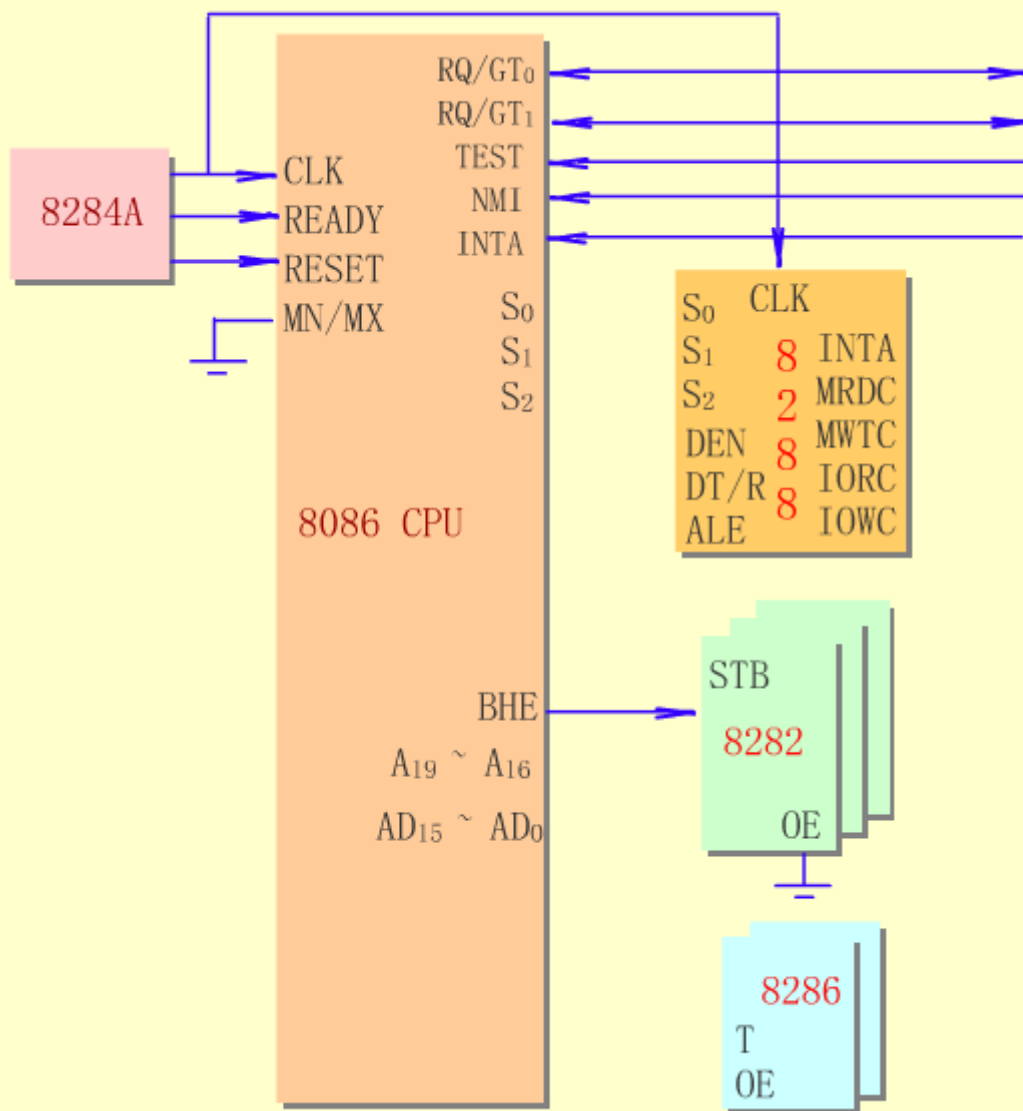 8284A
CLK
READY
RESET
MN/MX
8086 CPU
RQ/GT₀
RQ/GT₁
TEST
NMI
INTA
S₀
S₁
S₂
BHE
A₁₉ ~ A₁₆
AD₁₅ ~ AD₀
CLK
S₀
S₁
S₂
DEN
DT/R
ALE
8
2
8
8
INTA
MRDC
MWTC
IORC
IOWC
STB
8282
OE
8286
T
OE